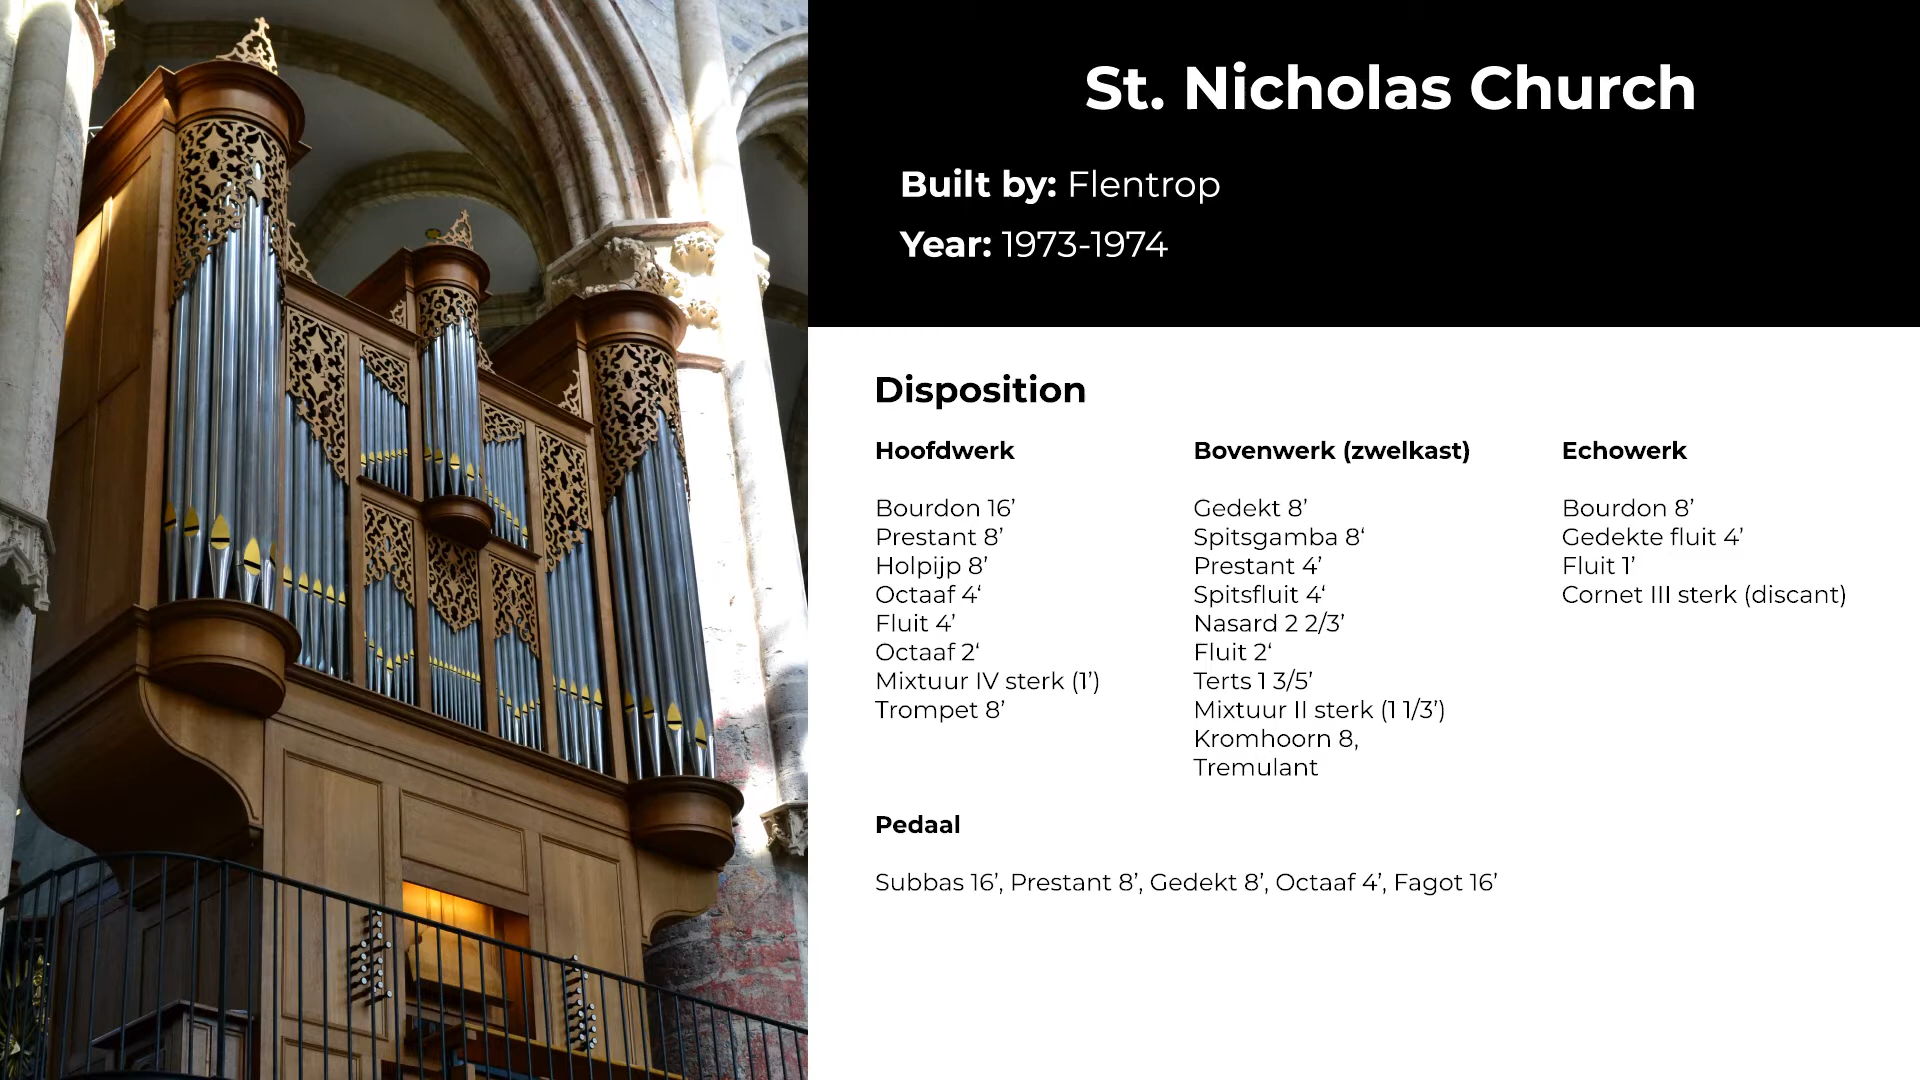 St. Nicholas Church
Built by: Flentrop
Year: 1973-1974
Disposition
Hoofdwerk
Bourdon 16’
Prestant 8’
Holpijp 8’
Octaaf 4‘
Fluit 4’
Octaaf 2‘
Mixtuur IV sterk (1’)
Trompet 8’
Bovenwerk (zwelkast)
Gedekt 8’
Spitsgamba 8‘
Prestant 4’
Spitsfluit 4‘
Nasard 2 2/3’
Fluit 2‘
Terts 1 3/5’
Mixtuur II sterk (1 1/3’)
Kromhoorn 8,
Tremulant
Echowerk
Bourdon 8’
Gedekte fluit 4’
Fluit 1’
Cornet III sterk (discant)
Pedaal
Subbas 16’, Prestant 8’, Gedekt 8’, Octaaf 4’, Fagot 16’